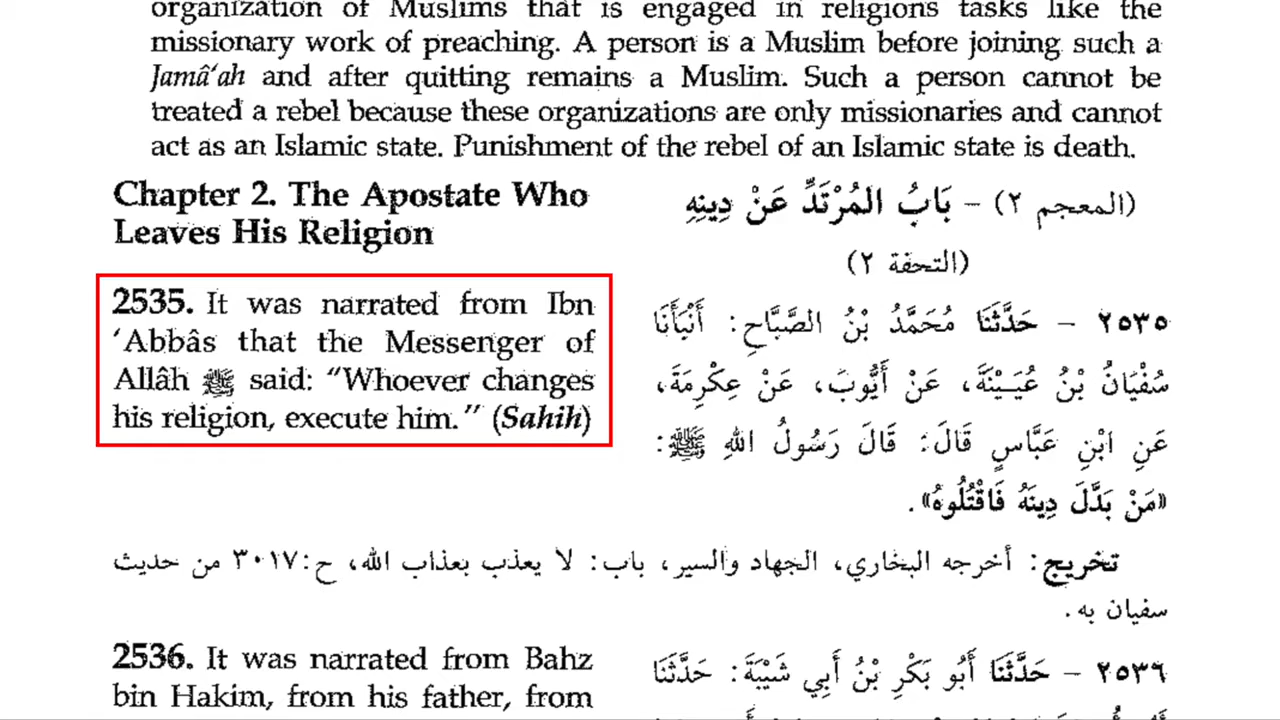 organization of Muslims that is engaged in religions tasks like the
missionary work of preaching. A person is a Muslim before joining such a
Jamâ'ah and after quitting remains a Muslim. Such a person cannot be
treated a rebel because these organizations are only missionaries and cannot
act as an Islamic state. Punishment of the rebel of an Islamic state is death.
Chapter 2. The Apostate Who
Leaves His Religion
2535. It was narrated from Ibn
'Abbâs that the Messenger of
Allâh ﷺ said: "Whoever changes
his religion, execute him." (Sahih)
(المعجم ٢) - بَابُ الْمُرْتَدِّ عَنْ دِينِهِ
(التحفة ٢)
٢٥٣٥ - حَدَّثَنَا مُحَمَّدُ بْنُ الصَّبَّاحِ: أَنْبَأَنَا
سُفْيَانُ بْنُ عُيَيْنَةَ، عَنْ أَيُّوبَ، عَنْ عِكْرِمَةَ،
عَنِ ابْنِ عَبَّاسٍ قَالَ: قَالَ رَسُولُ اللهِ ﷺ:
«مَنْ بَدَّلَ دِينَهُ فَاقْتُلُوهُ».
تخريج: أخرجه البخاري، الجهاد والسير، باب: لا يعذب بعذاب الله، ح:٣٠١٧ من حديث
سفيان به.
2536. It was narrated from Bahz
bin Hakim, from his father, from
٢٥٣٦ - حَدَّثَنَا أَبُو بَكْرِ بْنُ أَبِي شَيْبَةَ: حَدَّثَنَا